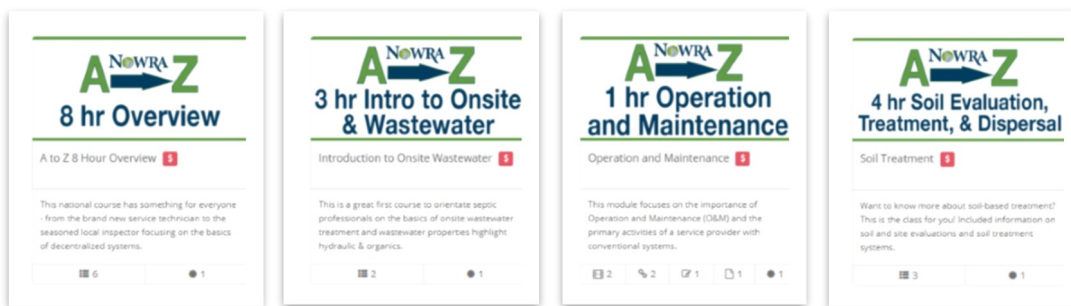 NOWRA
A Z
8 hr Overview
A to Z 8 Hour Overview $
This national course has something for everyone
- from the brand new service technician to the
seasoned local inspector focusing on the basics
of decentralized systems.
6 1
NOWRA
A Z
3 hr Intro to Onsite
& Wastewater
Introduction to Onsite Wastewater $
This is a great first course to orientate septic
professionals on the basics of onsite wastewater
treatment and wastewater properties highlight
hydraulic & organics.
2 1
NOWRA
A Z
1 hr Operation
and Maintenance
Operation and Maintenance $
This module focuses on the importance of
Operation and Maintenance (O&M) and the
primary activities of a service provider with
conventional systems.
2 2 1 1 1
NOWRA
A Z
4 hr Soil Evaluation,
Treatment, & Dispersal
Soil Treatment $
Want to know more about soil-based treatment?
This is the class for you! Included information on
soil and site evaluations and soil treatment
systems.
3 1